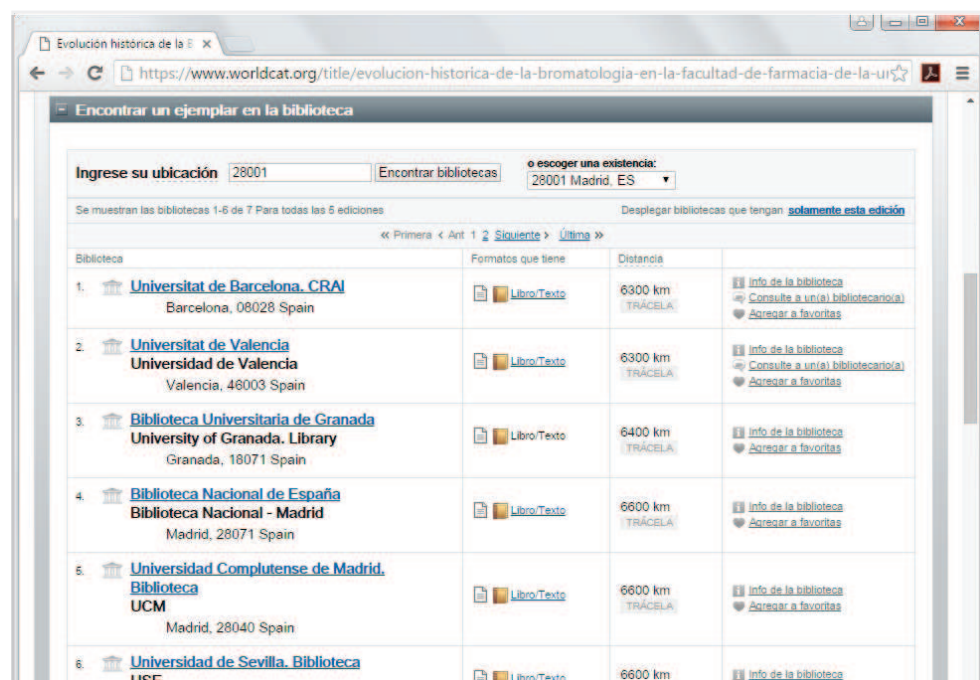 Evolución histórica de la E
https://www.worldcat.org/title/evolucion-historica-de-la-bromatologia-en-la-facultad-de-farmacia-de-la-u
Encontrar un ejemplar en la biblioteca
o escoger una existencia:
Ingrese su ubicación 28001 Encontrar bibliotecas 28001 Madrid, ES
Se muestran las bibliotecas 1-6 de 7 Para todas las 5 ediciones Desplegar bibliotecas que tengan solamente esta edición
« Primera ‹ Ant 1 2 Siguiente › Última »
Biblioteca Formatos que tiene Distancia
1. Universitat de Barcelona. CRAI
Barcelona, 08028 Spain
Libro/Texto
6300 km
TRÁCELA
Info de la biblioteca
Consulte a un(a) bibliotecario(a)
Agregar a favoritas
2. Universitat de Valencia
Universidad de Valencia
Valencia, 46003 Spain
Libro/Texto
6300 km
TRÁCELA
Info de la biblioteca
Consulte a un(a) bibliotecario(a)
Agregar a favoritas
3. Biblioteca Universitaria de Granada
University of Granada. Library
Granada, 18071 Spain
Libro/Texto
6400 km
TRÁCELA
Info de la biblioteca
Agregar a favoritas
4. Biblioteca Nacional de España
Biblioteca Nacional - Madrid
Madrid, 28071 Spain
Libro/Texto
6600 km
TRÁCELA
Info de la biblioteca
Agregar a favoritas
5. Universidad Complutense de Madrid.
Biblioteca
UCM
Madrid, 28040 Spain
Libro/Texto
6600 km
TRÁCELA
Info de la biblioteca
Agregar a favoritas
6. Universidad de Sevilla. Biblioteca
Libro/Texto
6600 km
Info de la biblioteca